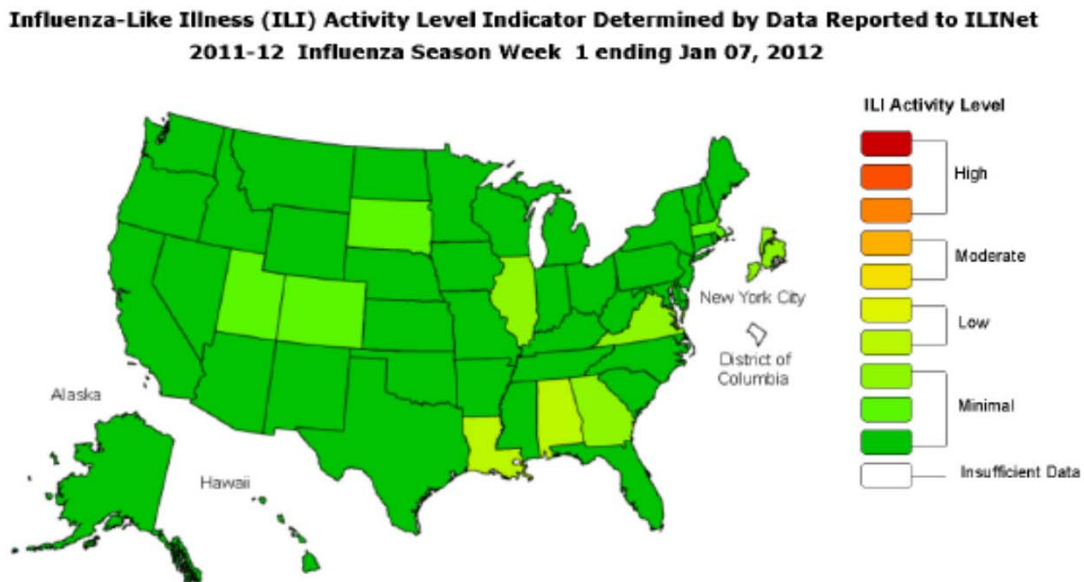 Influenza-Like Illness (ILI) Activity Level Indicator Determined by Data Reported to ILINet
2011-12 Influenza Season Week 1 ending Jan 07, 2012
ILI Activity Level
High
Moderate
Low
Minimal
Insufficient Data
New York City
District of
Columbia
Alaska
Hawaii